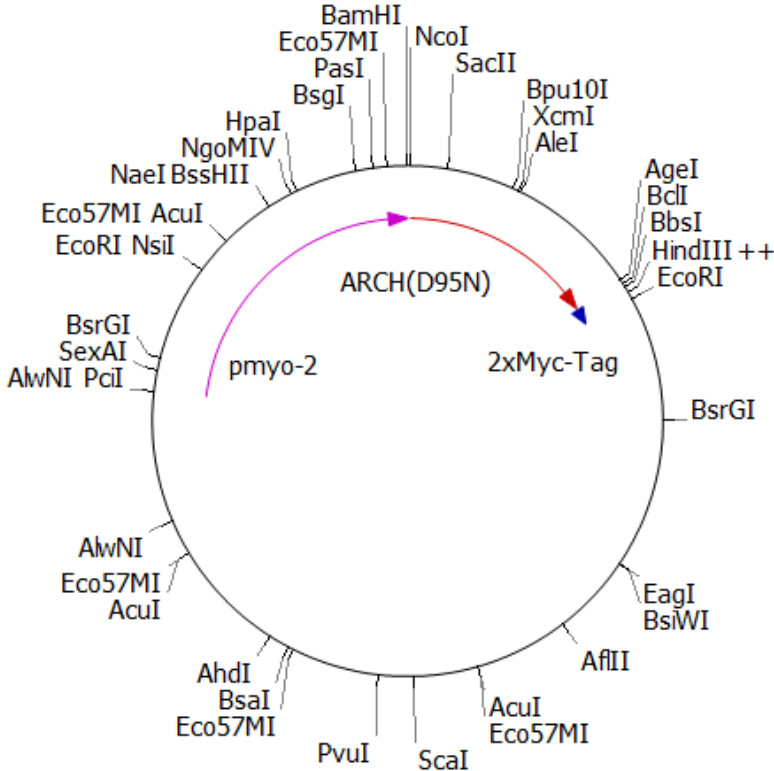 BamHI
NcoI
Eco57MI
SacII
PasI
Bpu10I
BsgI
XcmI
HpaI
AleI
NgoMIV
NaeI BssHII
AgeI
BclI
Eco57MI AcuI
BbsI
EcoRI NsiI
HindIII ++
EcoRI
ARCH(D95N)
BsrGI
SexAI
pmyo-2
2xMyc-Tag
AlwNI PciI
BsrGI
AlwNI
Eco57MI
EagI
AcuI
BsiWI
AflII
AhdI
BsaI
AcuI
Eco57MI
Eco57MI
PvuI
ScaI